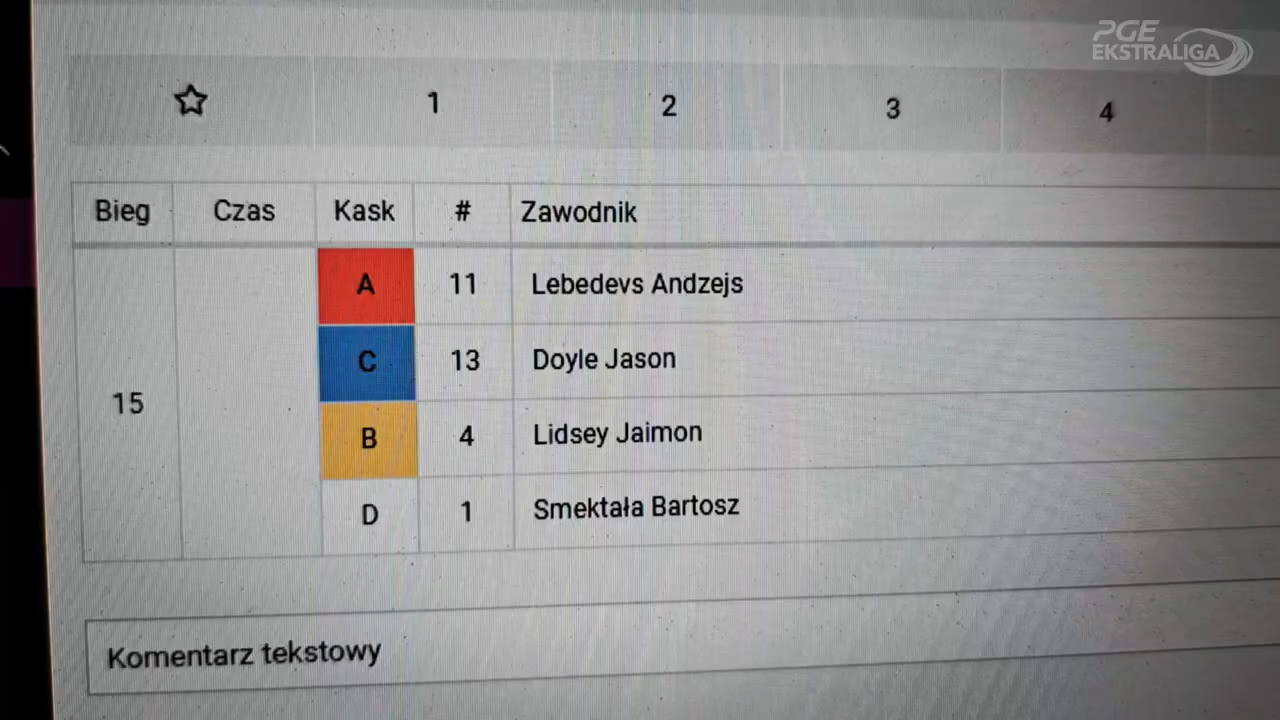 PGE
EKSTRALIGA
1 2 3 4
Bieg Czas Kask # Zawodnik
A 11 Lebedevs Andzejs
C 13 Doyle Jason
15
B 4 Lidsey Jaimon
D 1 Smektała Bartosz
Komentarz tekstowy